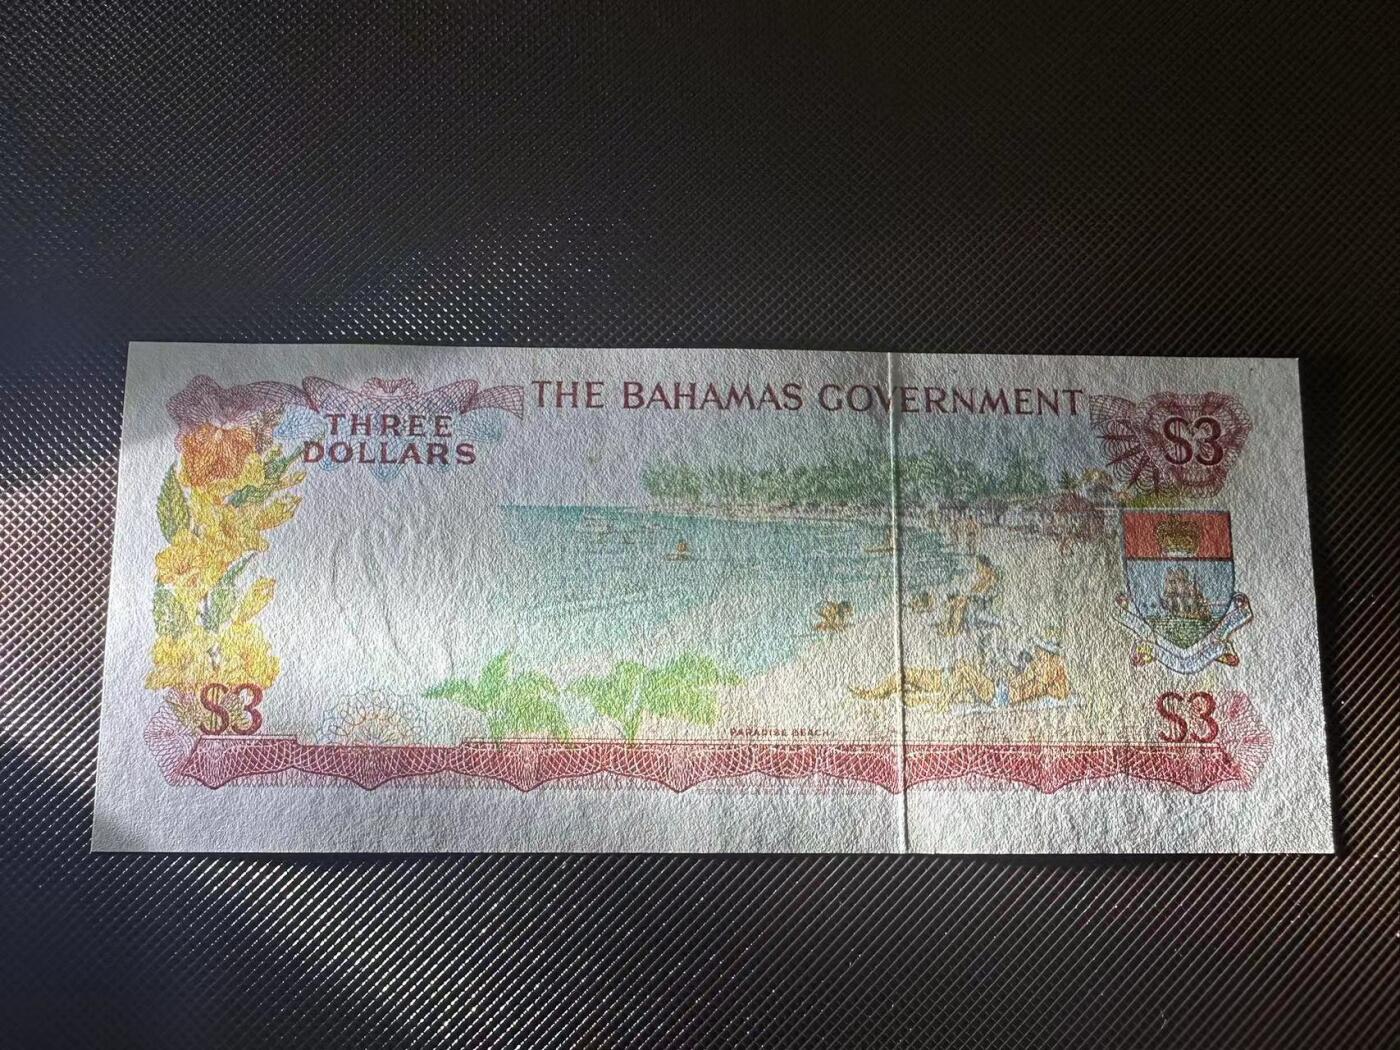 THE BAHAMAS GOVERNMENT
THREE
DOLLARS
$3
$3
PARADISE BEACH
$3